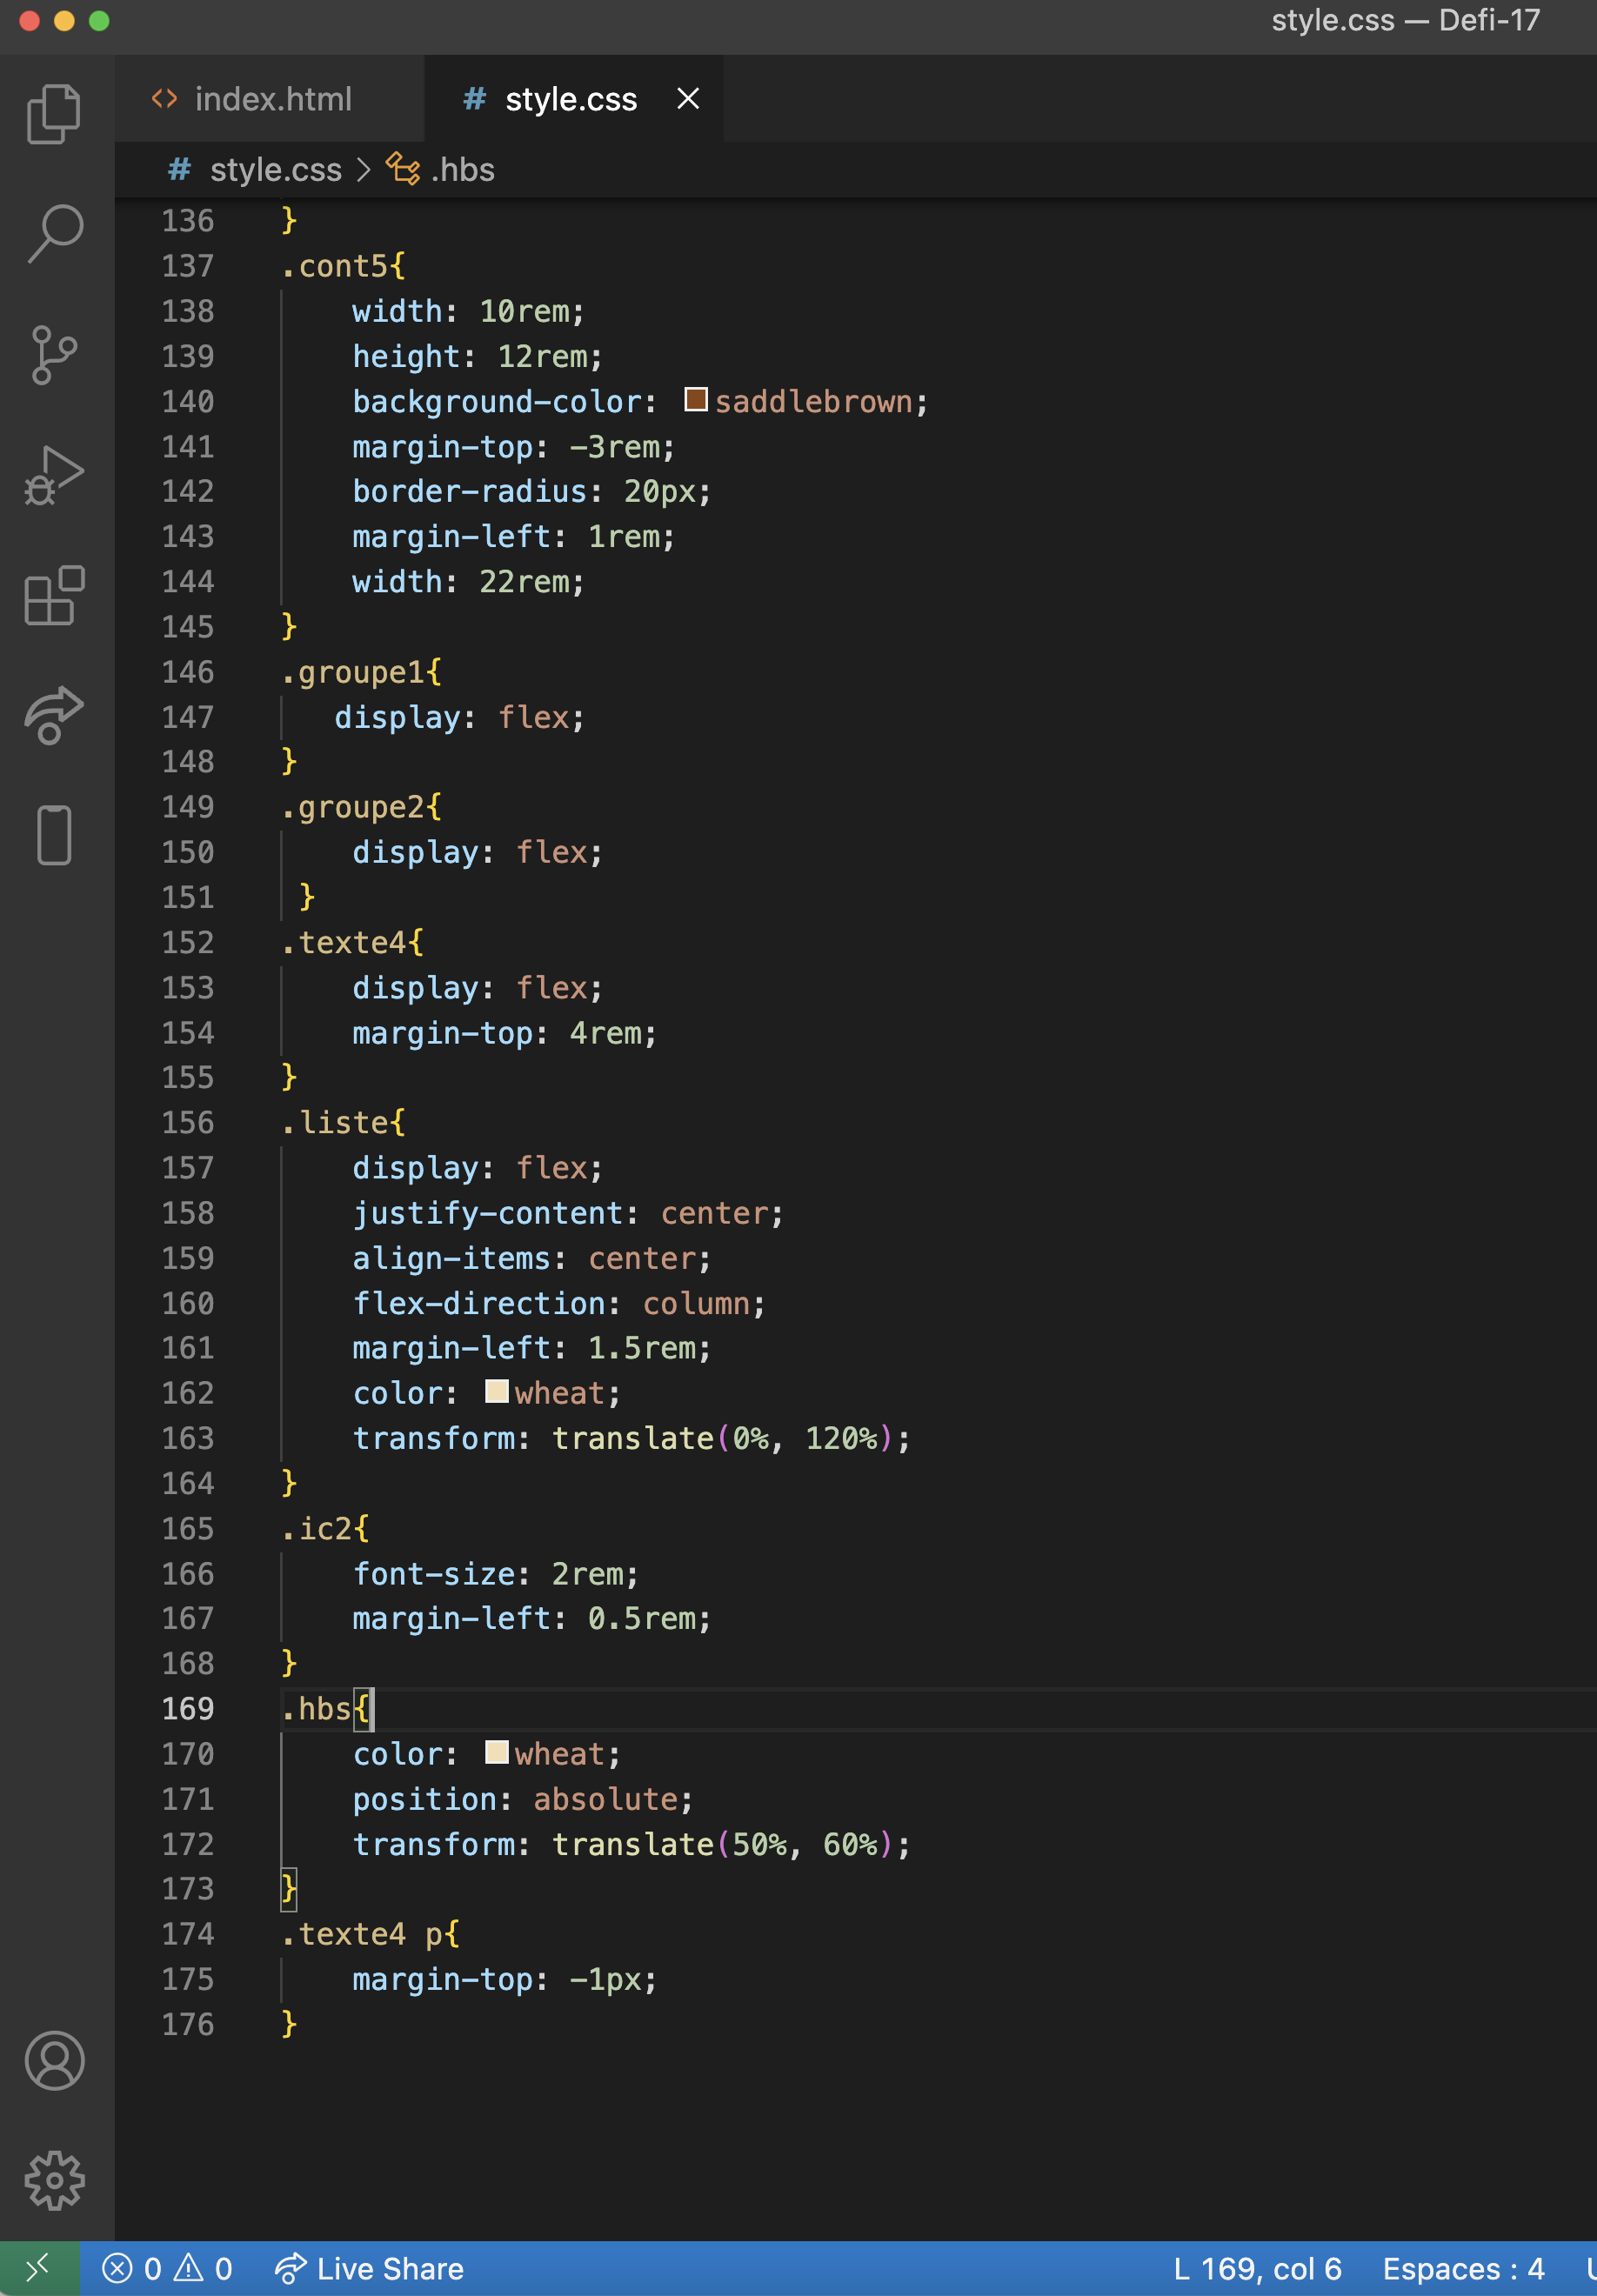 style.css — Defi-17
index.html
# style.css
# style.css > .hbs
136 }
137 .cont5{
138 width: 10rem;
139 height: 12rem;
140 background-color: saddlebrown;
141 margin-top: -3rem;
142 border-radius: 20px;
143 margin-left: 1rem;
144 width: 22rem;
145 }
146 .groupe1{
147 display: flex;
148 }
149 .groupe2{
150 display: flex;
151 }
152 .texte4{
153 display: flex;
154 margin-top: 4rem;
155 }
156 .liste{
157 display: flex;
158 justify-content: center;
159 align-items: center;
160 flex-direction: column;
161 margin-left: 1.5rem;
162 color: wheat;
163 transform: translate(0%, 120%);
164 }
165 .ic2{
166 font-size: 2rem;
167 margin-left: 0.5rem;
168 }
169 .hbs{
170 color: wheat;
171 position: absolute;
172 transform: translate(50%, 60%);
173 }
174 .texte4 p{
175 margin-top: -1px;
176 }
0 0 Live Share L 169, col 6 Espaces : 4